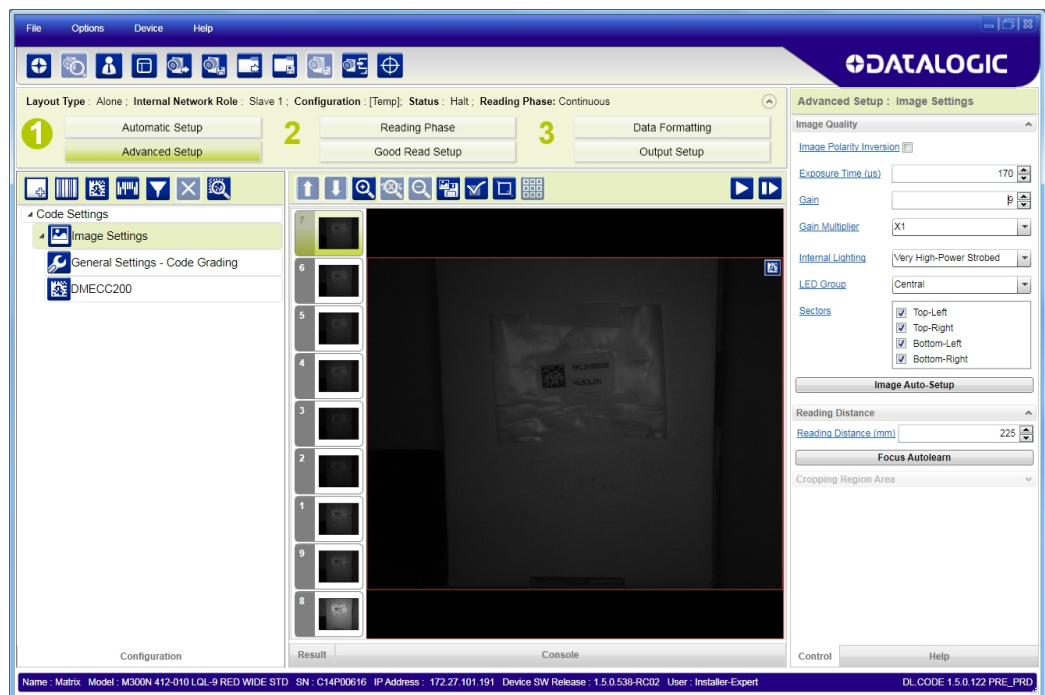 File Options Device Help
DATALOGIC
Layout Type : Alone ; Internal Network Role : Slave 1 ; Configuration : [Temp]; Status : Halt ; Reading Phase: Continuous
1 Automatic Setup 2 Reading Phase 3 Data Formatting
Advanced Setup Good Read Setup Output Setup
Code Settings
Image Settings
General Settings - Code Grading
DMECC200
7
6
5
4
3
2
1
9
8
Configuration
Result Console
Advanced Setup : Image Settings
Image Quality
Image Polarity Inversion
Exposure Time (µs) 170
Gain 9
Gain Multiplier X1
Internal Lighting Very High-Power Strobed
LED Group Central
Sectors Top-Left
Top-Right
Bottom-Left
Bottom-Right
Image Auto-Setup
Reading Distance
Reading Distance (mm) 225
Focus Autolearn
Cropping Region Area
Control Help
Name : Matrix Model : M300N 412-010 LQL-9 RED WIDE STD SN : C14P00616 IP Address : 172.27.101.191 Device SW Release : 1.5.0.538-RC02 User : Installer-Expert DL.CODE 1.5.0.122 PRE_PRD